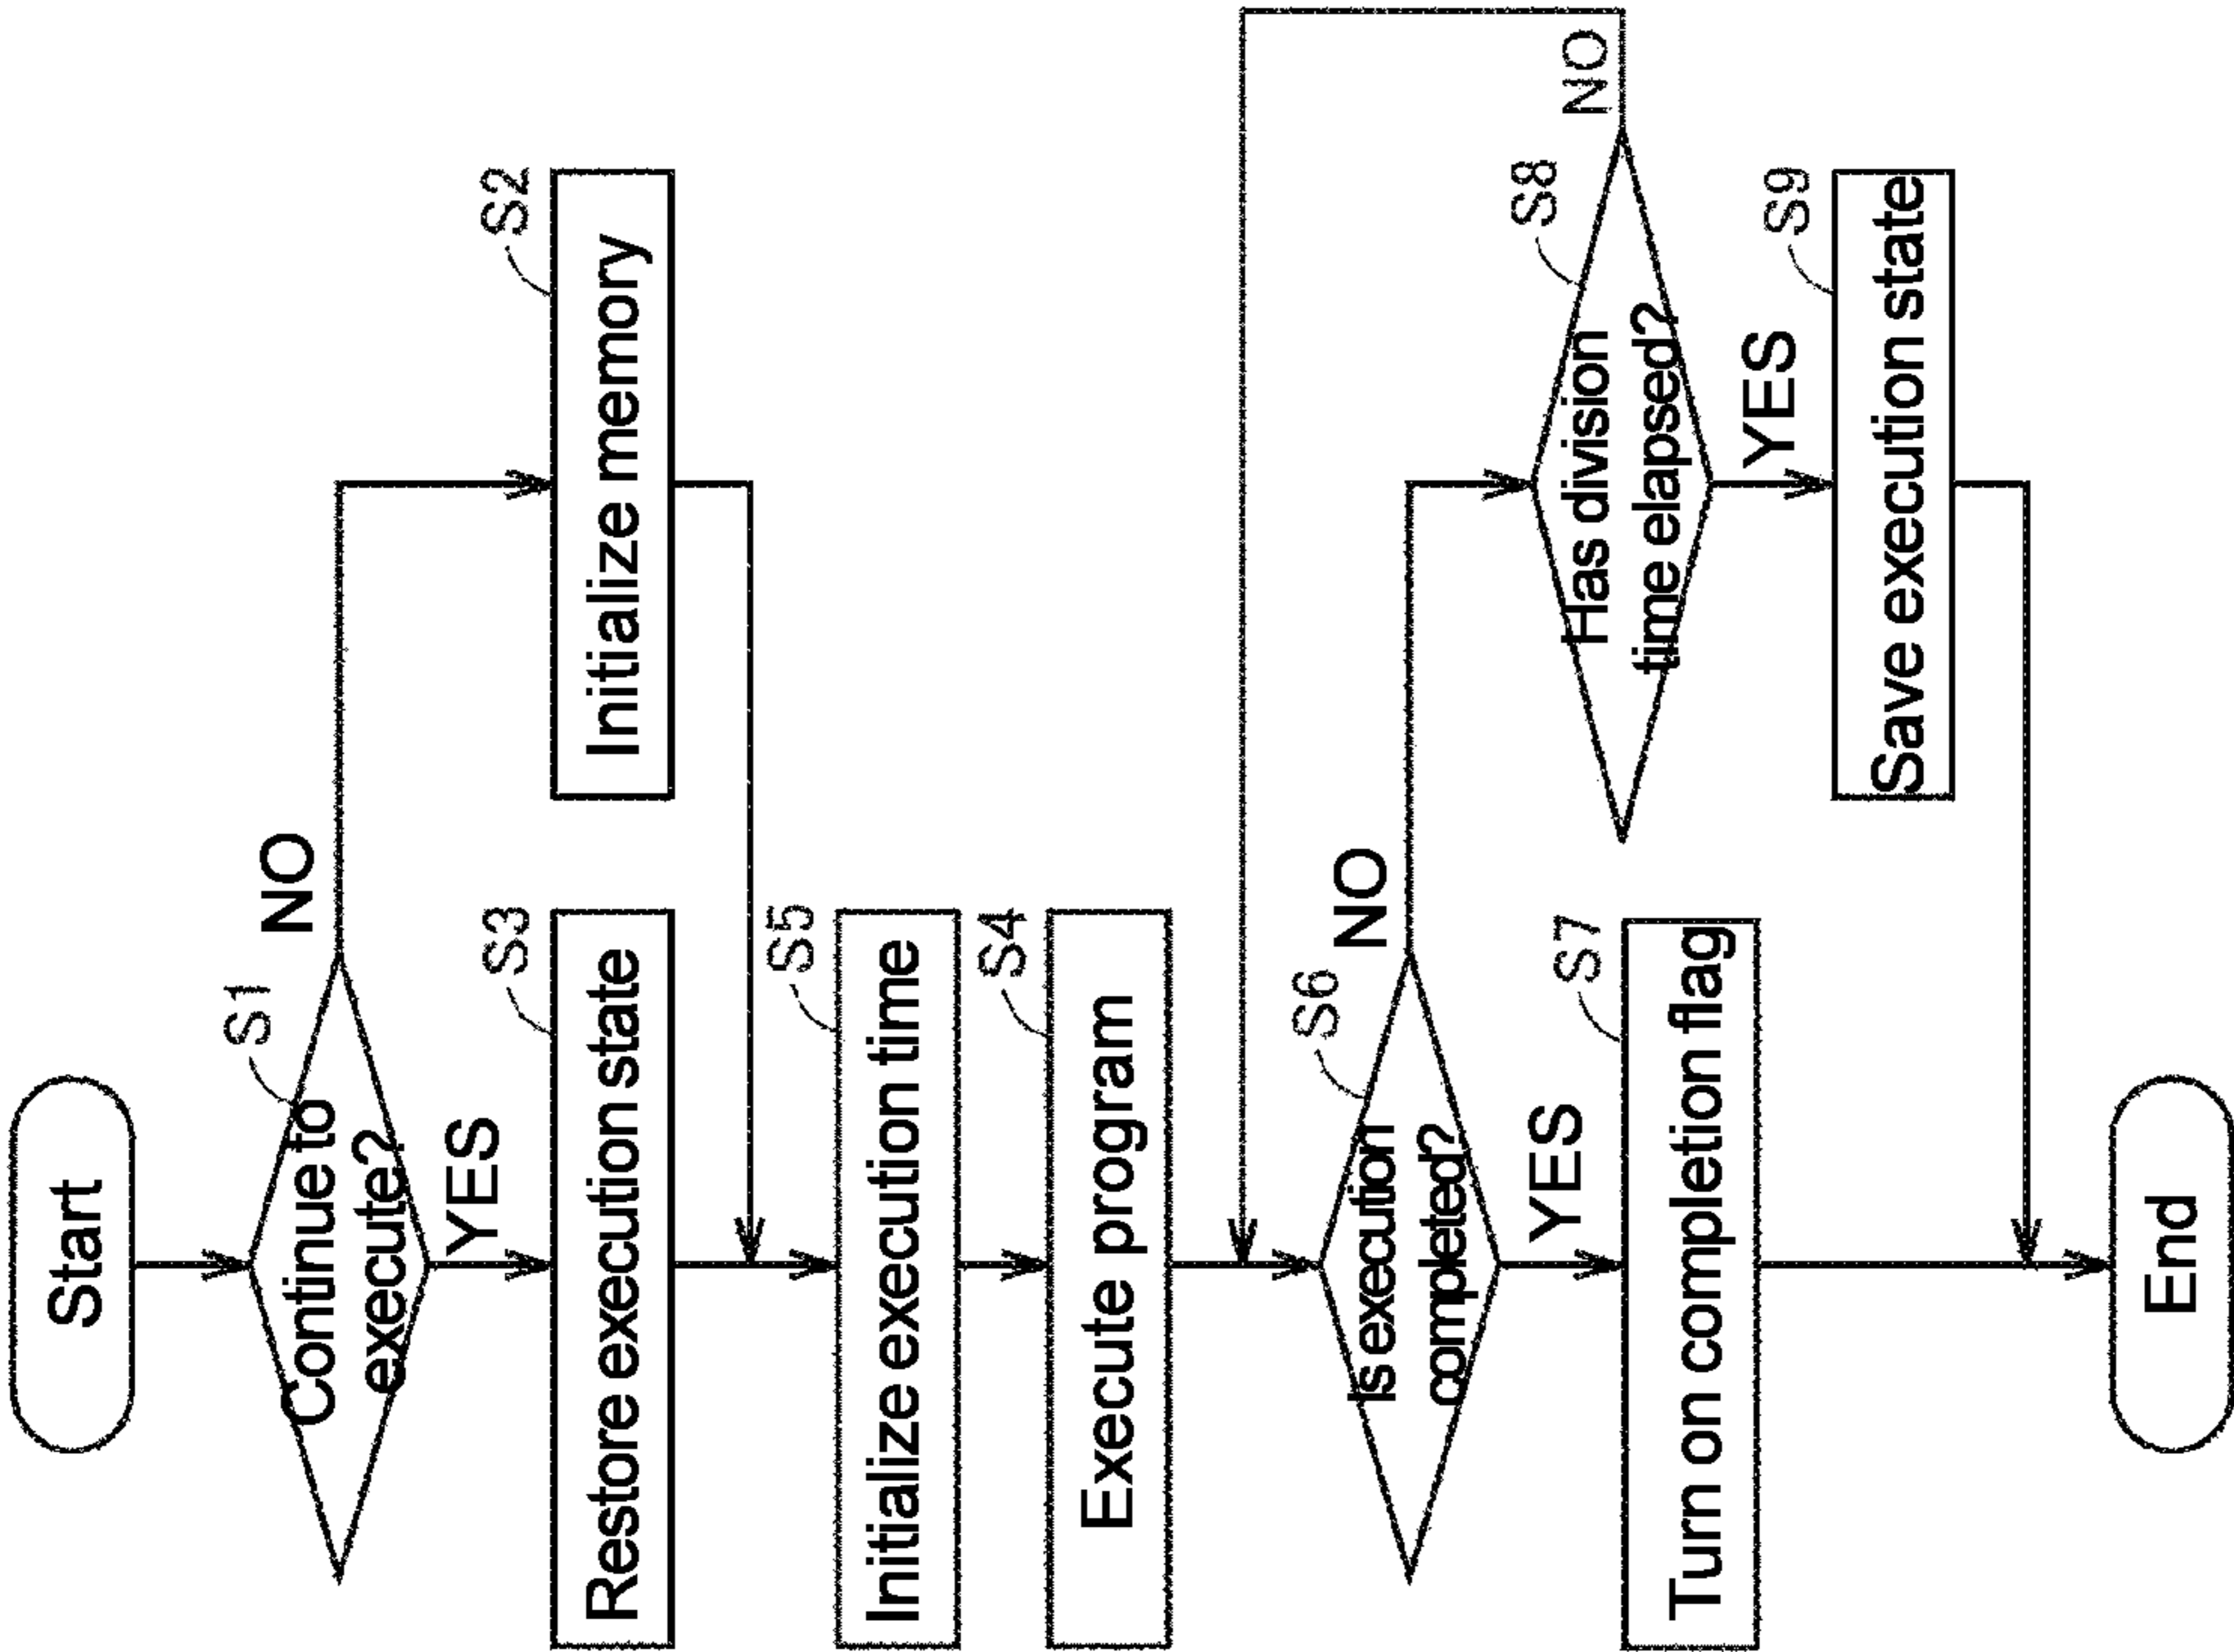 Start
S1
Continue to
execute?
NO
YES
S3
Restore execution state
S2
Initialize memory
S5
Initialize execution time
S4
Execute program
S6
Is execution
completed?
NO
YES
S8
Has division
time elapsed?
NO
YES
S7
Turn on completion flag
S9
Save execution state
End